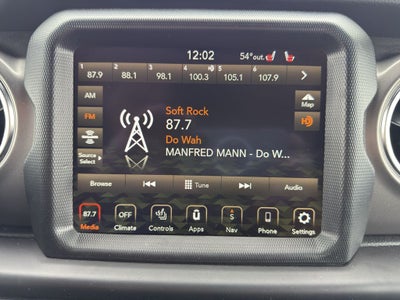 12:02 54°out.
1 2 3 4 5 6
87.9 88.1 98.1 100.3 105.1 107.9
AM
FM
Source Select
Soft Rock
87.7
Do Wah
MANFRED MANN - Do W...
Map
Browse Tune Audio
87.7 OFF S
Media Climate Controls Apps Nav Phone Settings